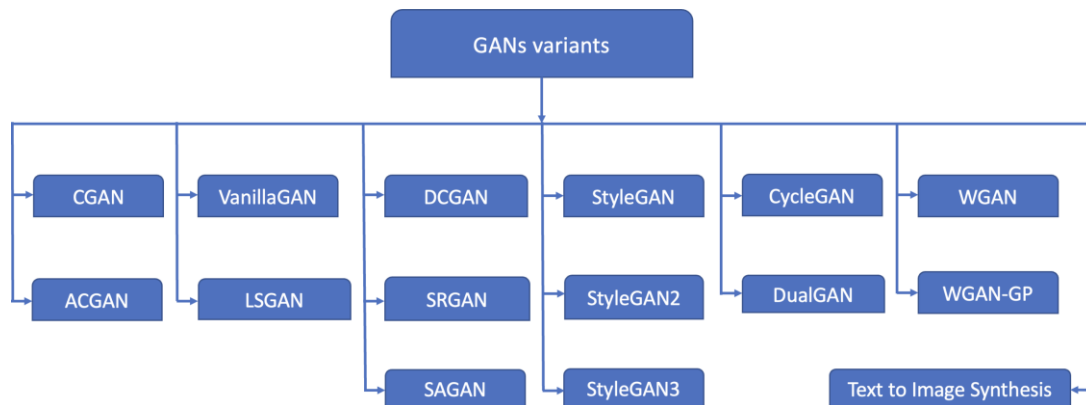 GANs variants
CGAN
VanillaGAN
DCGAN
StyleGAN
CycleGAN
WGAN
ACGAN
LSGAN
SRGAN
StyleGAN2
DualGAN
WGAN-GP
SAGAN
StyleGAN3
Text to Image Synthesis